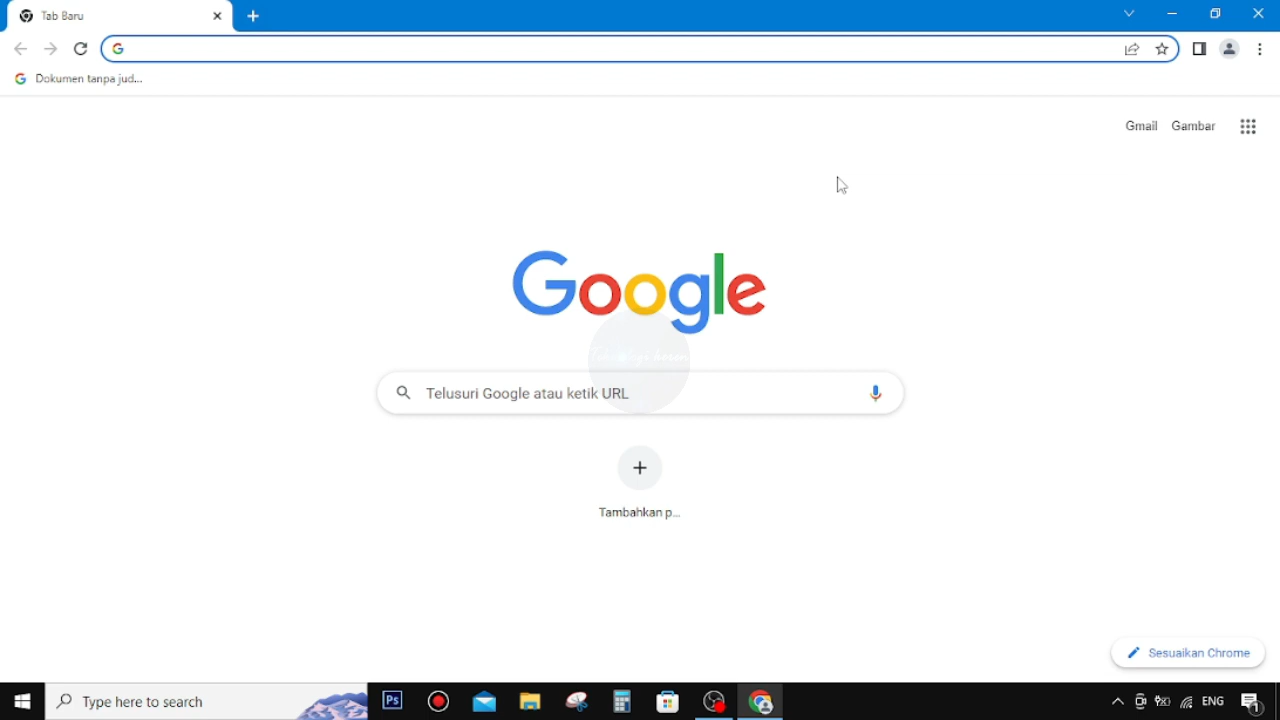 Tab Baru
Dokumen tanpa jud...
Gmail Gambar
Google
Telusuri Google atau ketik URL
Tambahkan p...
Sesuaikan Chrome
Type here to search
Ps
ENG
1